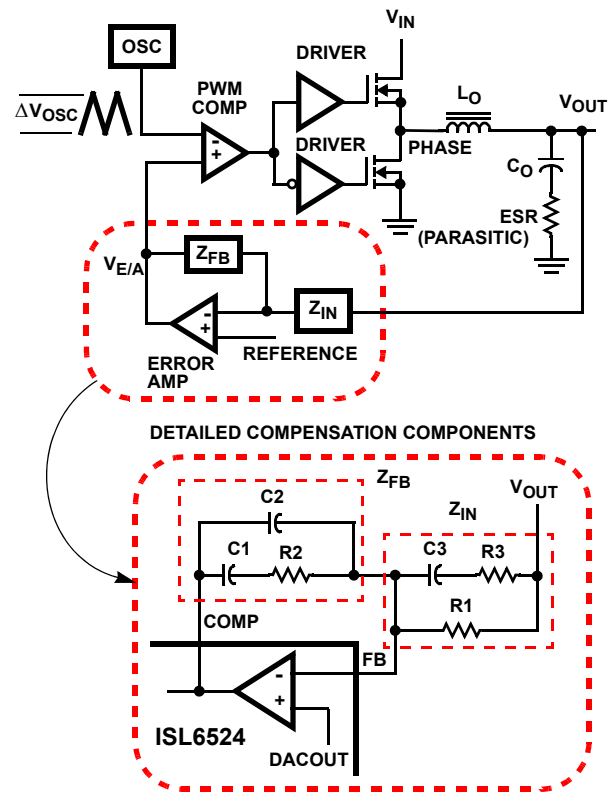 V_IN
OSC
DRIVER
PWM
COMP
ΔV_OSC
L_O
V_OUT
-
+
DRIVER
PHASE
C_O
ESR
(PARASITIC)
V_E/A
Z_FB
Z_IN
-
+
REFERENCE
ERROR
AMP
DETAILED COMPENSATION COMPONENTS
Z_FB
V_OUT
C2
Z_IN
C1
R2
C3
R3
R1
COMP
FB
-
+
ISL6524
DACOUT